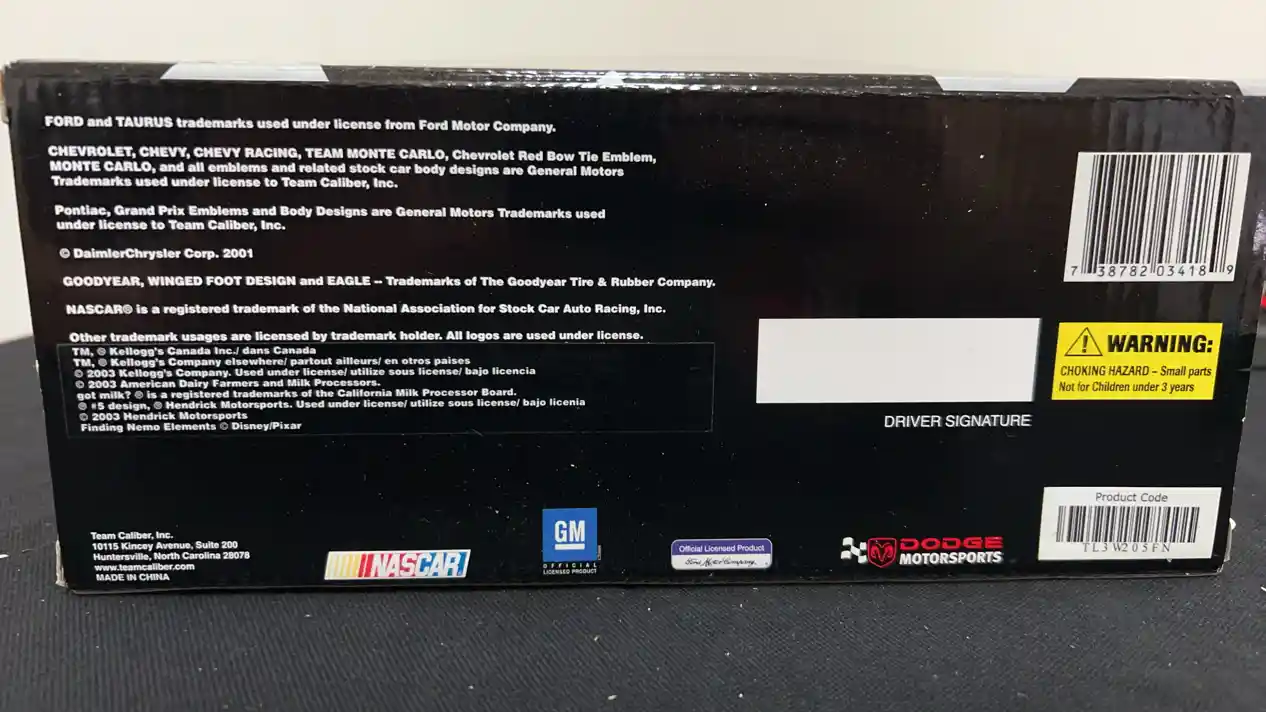 FORD and TAURUS trademarks used under license from Ford Motor Company.
CHEVROLET, CHEVY, CHEVY RACING, TEAM MONTE CARLO, Chevrolet Red Bow Tie Emblem,
MONTE CARLO, and all emblems and related stock car body designs are General Motors
Trademarks used under license to Team Caliber, Inc.
Pontiac, Grand Prix Emblems and Body Designs are General Motors Trademarks used
under license to Team Caliber, Inc.
© DaimlerChrysler Corp. 2001
GOODYEAR, WINGED FOOT DESIGN and EAGLE -- Trademarks of The Goodyear Tire & Rubber Company.
NASCAR® is a registered trademark of the National Association for Stock Car Auto Racing, Inc.
Other trademark usages are licensed by trademark holder. All logos are used under license.
TM, ® Kellogg's Canada Inc./ dans Canada
TM, ® Kellogg's Company elsewhere/ partout ailleurs/ en otros paises
© 2003 Kellogg's Company. Used under license/ utilize sous license/ bajo licencia
© 2003 American Dairy Farmers and Milk Processors.
got milk? ® is a registered trademarks of the California Milk Processor Board.
® #5 design, ® Hendrick Motorsports. Used under license/ utilize sous license/ bajo licenia
© 2003 Hendrick Motorsports
Finding Nemo Elements © Disney/Pixar
7 38782 03418 9
WARNING:
CHOKING HAZARD – Small parts
Not for Children under 3 years
DRIVER SIGNATURE
Team Caliber, Inc.
10115 Kincey Avenue, Suite 200
Huntersville, North Carolina 28078
www.teamcaliber.com
MADE IN CHINA
NASCAR
GM
OFFICIAL
LICENSED PRODUCT
Official Licensed Product
Ford Motor Company,
DODGE
MOTORSPORTS
Product Code
TL3W205FN